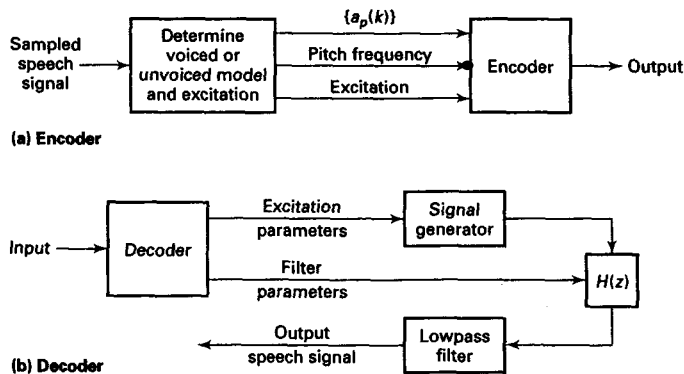 Sampled
speech
signal
Determine
voiced or
unvoiced model
and excitation
{a_p(k)}
Pitch frequency
Excitation
Encoder
Output
(a) Encoder
Input
Decoder
Excitation
parameters
Signal
generator
Filter
parameters
H(z)
Output
speech signal
Lowpass
filter
(b) Decoder